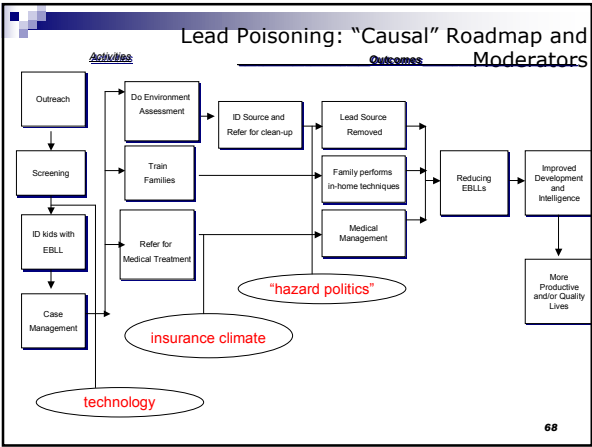 Lead Poisoning: “Causal” Roadmap and
Moderators
Activities
Outcomes
Outreach
Screening
ID kids with
EBLL
Case
Management
Do Environment
Assessment
Train
Families
Refer for
Medical Treatment
ID Source and
Refer for clean-up
Lead Source
Removed
Family performs
in-home techniques
Medical
Management
Reducing
EBLLs
Improved
Development
and
Intelligence
More
Productive
and/or Quality
Lives
“hazard politics”
insurance climate
technology
68